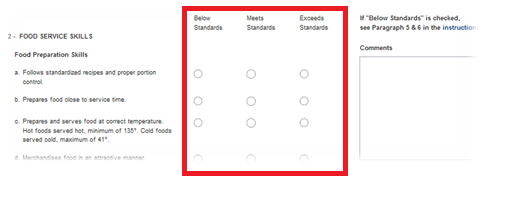 Below Meets Exceeds If "Below Standards" is checked,
Standards Standards Standards see Paragraph 5 & 6 in the instruction
2 - FOOD SERVICE SKILLS
Comments
Food Preparation Skills
a. Follows standardized recipes and proper portion
control.
b. Prepares food close to service time.
c. Prepares and serves food at correct temperature.
Hot foods served hot, minimum of 135°. Cold foods
served cold, maximum of 41°.
d. Merchandises food in an attractive manner